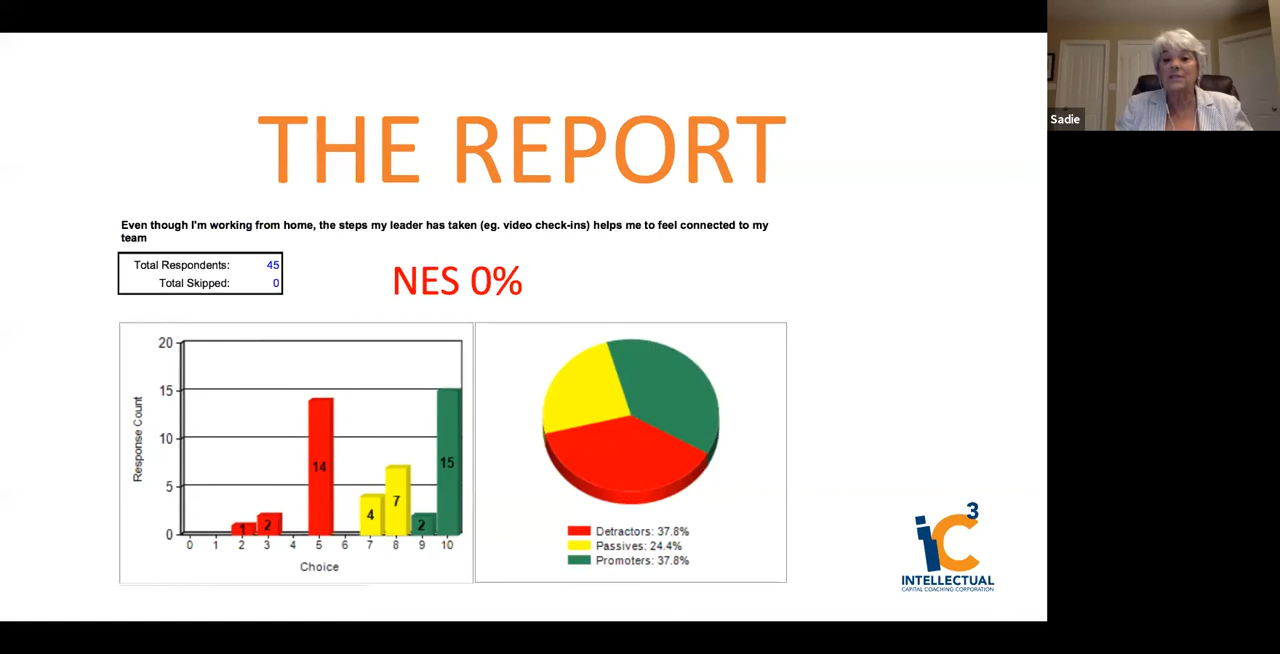 THE REPORT
Sadie
Even though I'm working from home, the steps my leader has taken (eg. video check-ins) helps me to feel connected to my
team
Total Respondents: 45
Total Skipped: 0
NES 0%
20
15
10
5
0
Response Count
1
2
14
4
7
2
15
0 1 2 3 4 5 6 7 8 9 10
Choice
Detractors: 37.8%
Passives: 24.4%
Promoters: 37.8%
iC3
INTELLECTUAL
CAPITAL COACHING CORPORATION